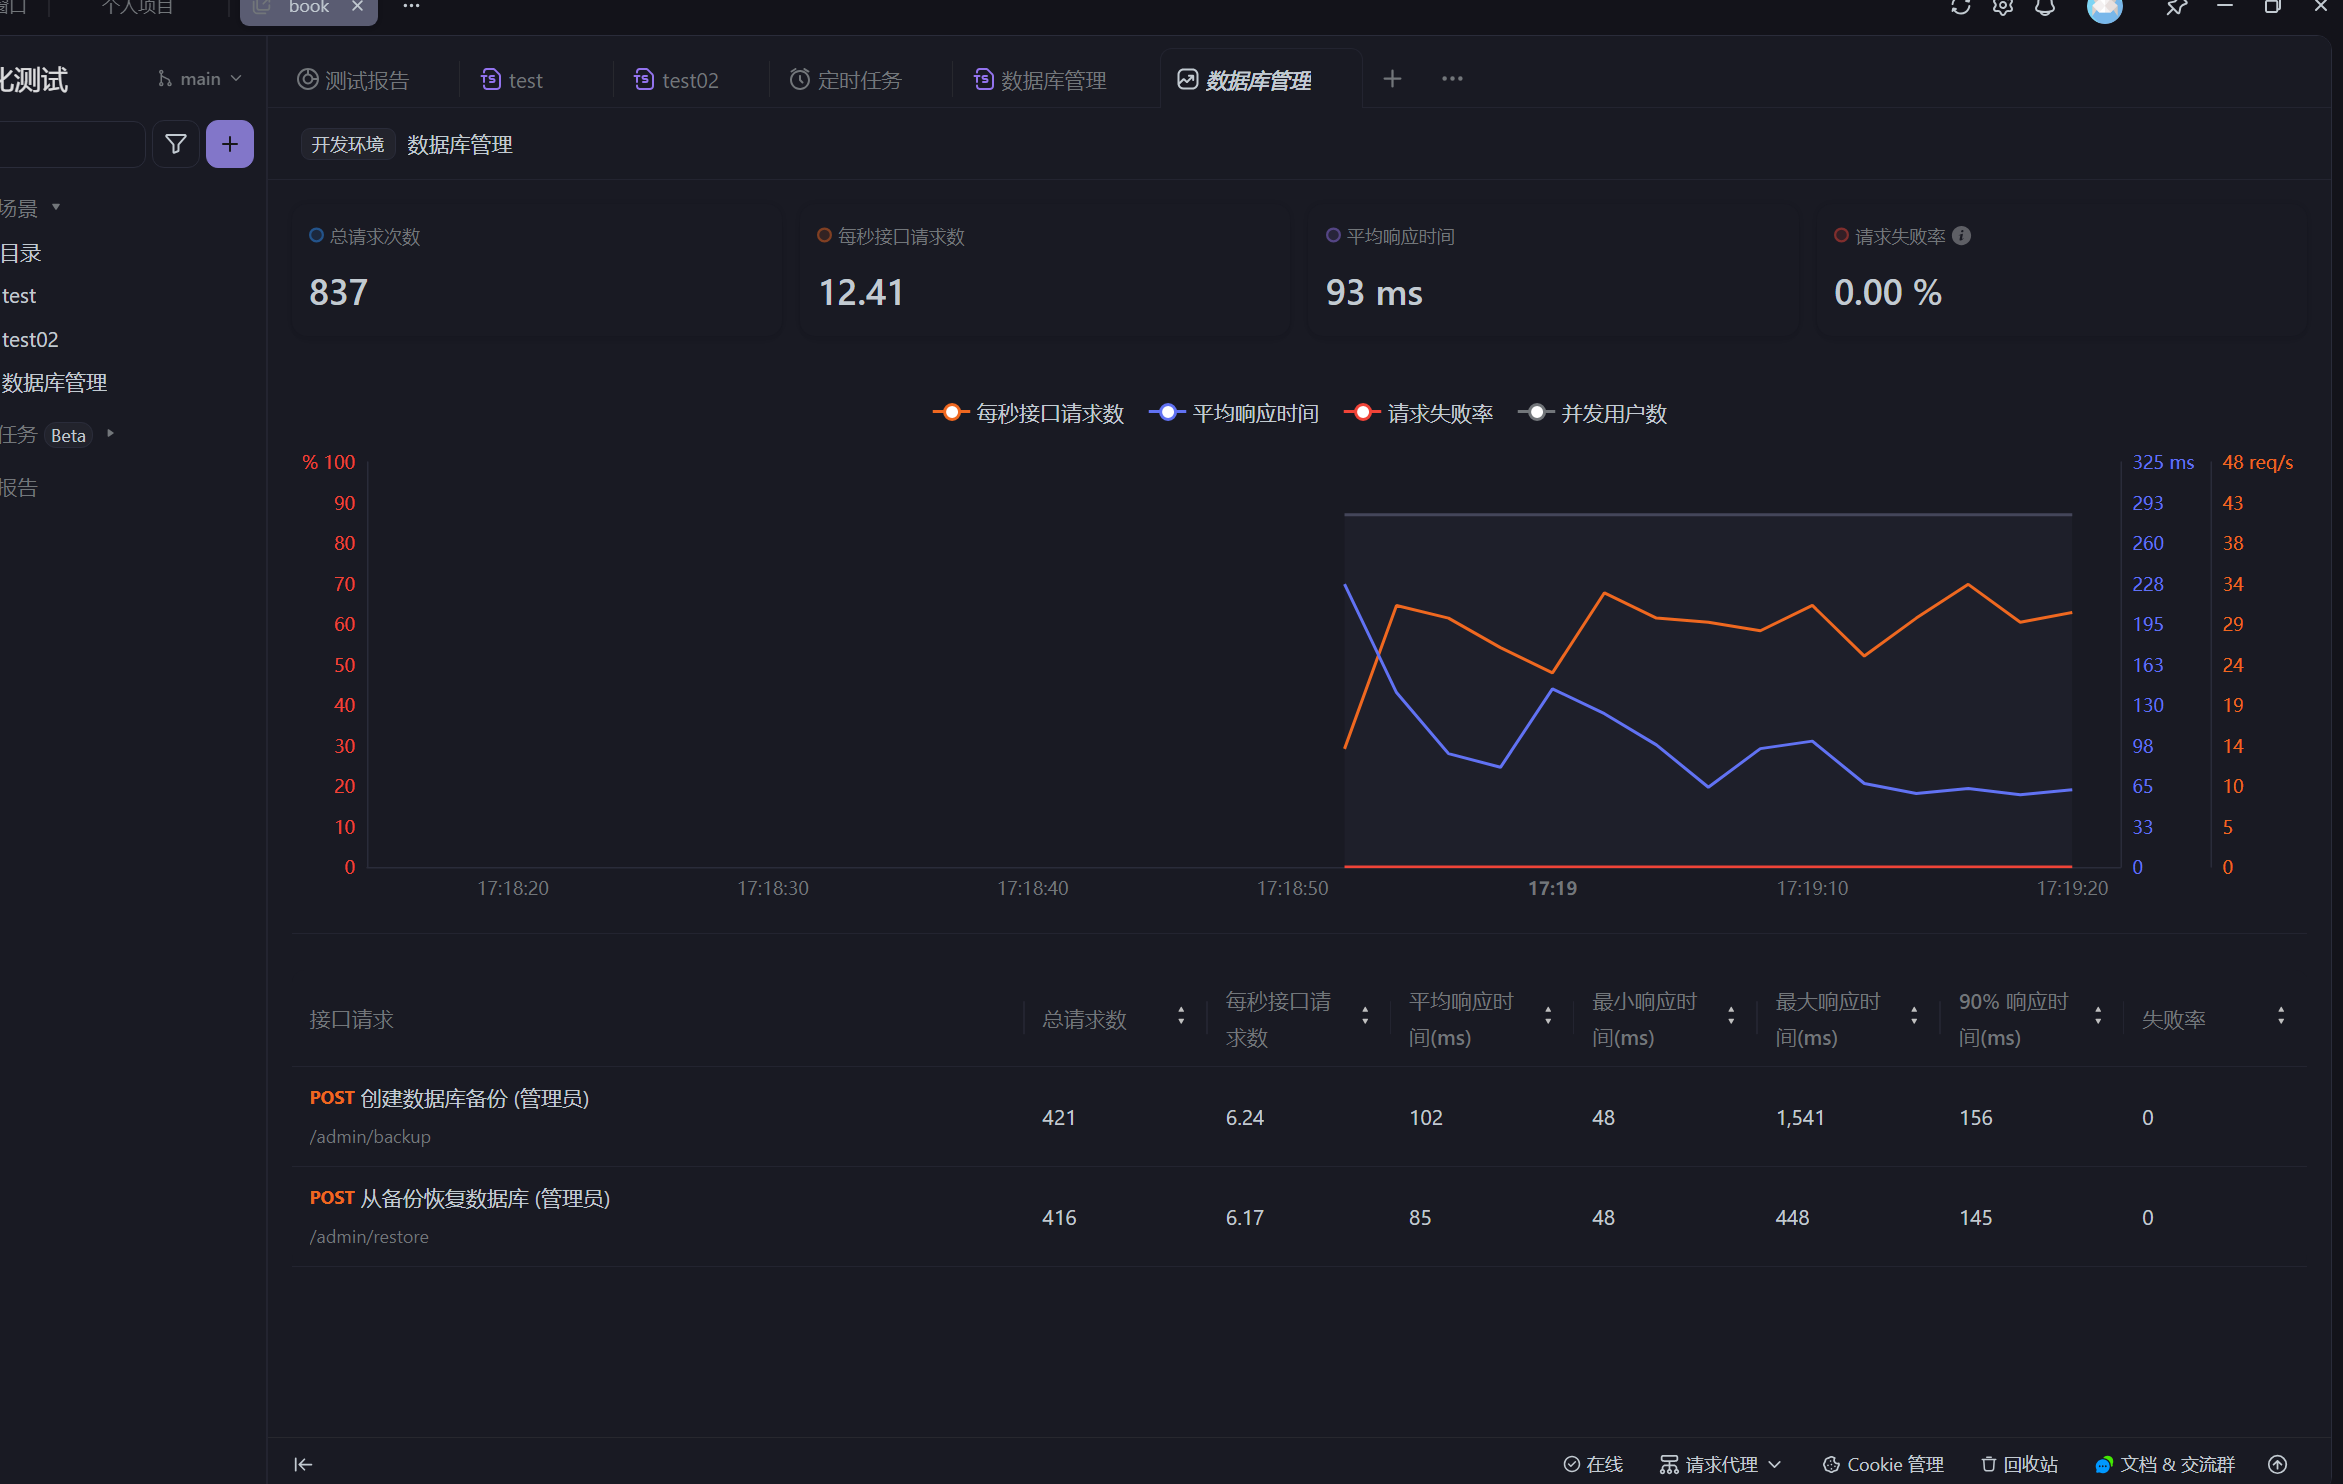 个人项目
book
化测试
main
测试报告
test
test02
定时任务
数据库管理
数据库管理
开发环境 数据库管理
场景
目录
test
test02
数据库管理
任务 Beta
报告
总请求次数
837
每秒接口请求数
12.41
平均响应时间
93 ms
请求失败率
0.00 %
每秒接口请求数 平均响应时间 请求失败率 并发用户数
% 100 325 ms 48 req/s
90 293 43
80 260 38
70 228 34
60 195 29
50 163 24
40 130 19
30 98 14
20 65 10
10 33 5
0 0 0
17:18:20 17:18:30 17:18:40 17:18:50 17:19 17:19:10 17:19:20
接口请求
总请求数
每秒接口请
求数
平均响应时
间(ms)
最小响应时
间(ms)
最大响应时
间(ms)
90% 响应时
间(ms)
失败率
POST 创建数据库备份 (管理员)
/admin/backup
421 6.24 102 48 1,541 156 0
POST 从备份恢复数据库 (管理员)
/admin/restore
416 6.17 85 48 448 145 0
在线 请求代理 Cookie 管理 回收站 文档 & 交流群